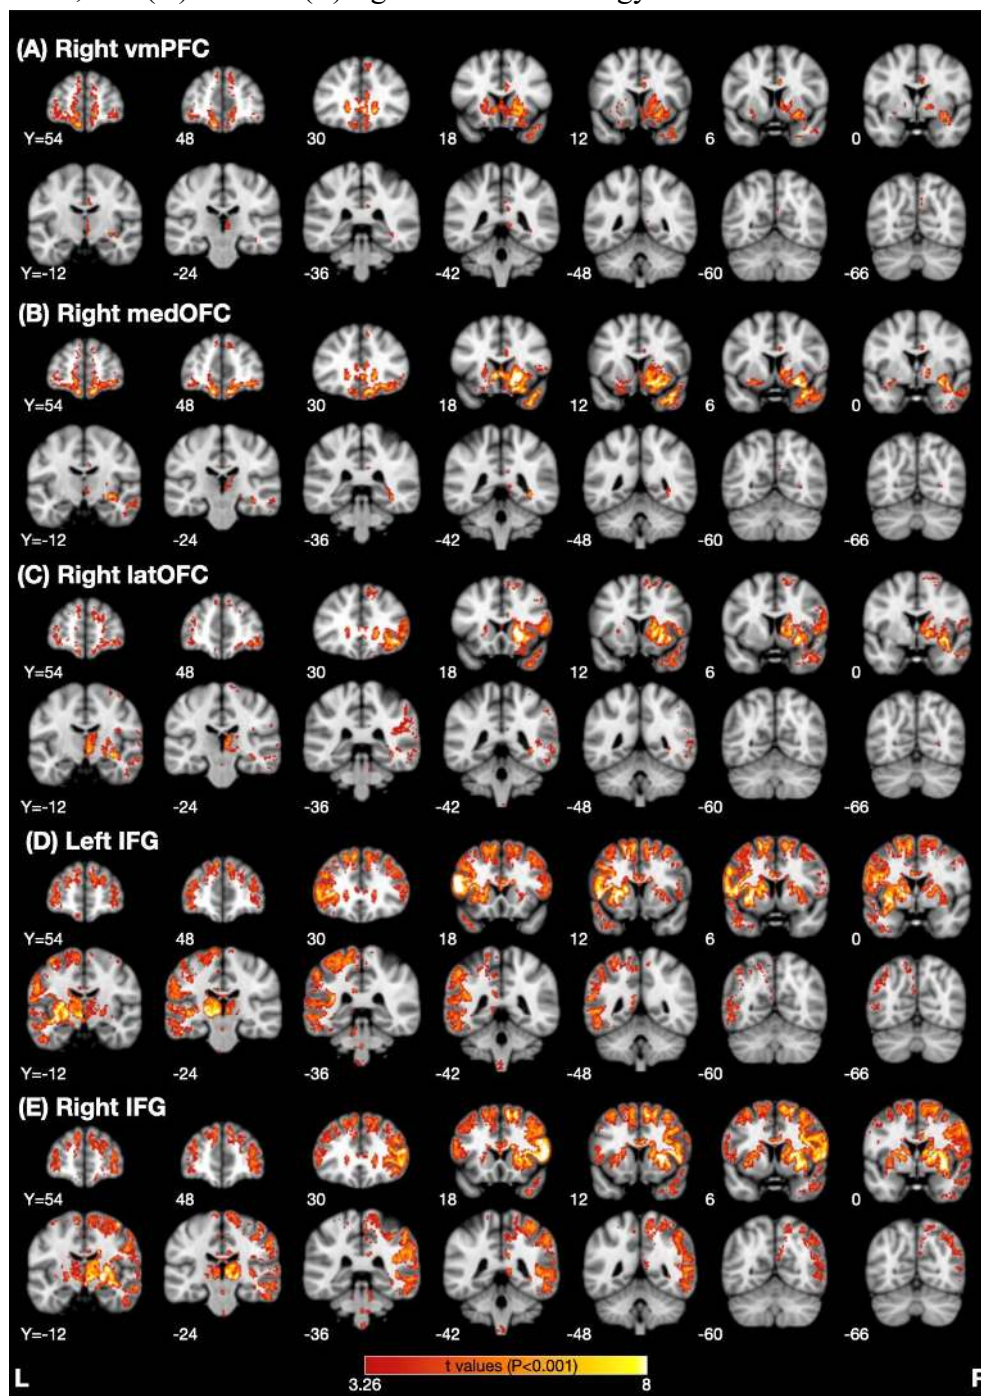 (A) Right vmPFC
Y=54 48 30 18 12 6 0
Y=-12 -24 -36 -42 -48 -60 -66
(B) Right medOFC
Y=54 48 30 18 12 6 0
Y=-12 -24 -36 -42 -48 -60 -66
(C) Right latOFC
Y=54 48 30 18 12 6 0
Y=-12 -24 -36 -42 -48 -60 -66
(D) Left IFG
Y=54 48 30 18 12 6 0
Y=-12 -24 -36 -42 -48 -60 -66
(E) Right IFG
Y=54 48 30 18 12 6 0
Y=-12 -24 -36 -42 -48 -60 -66
L t values (P<0.001)
3.26 8